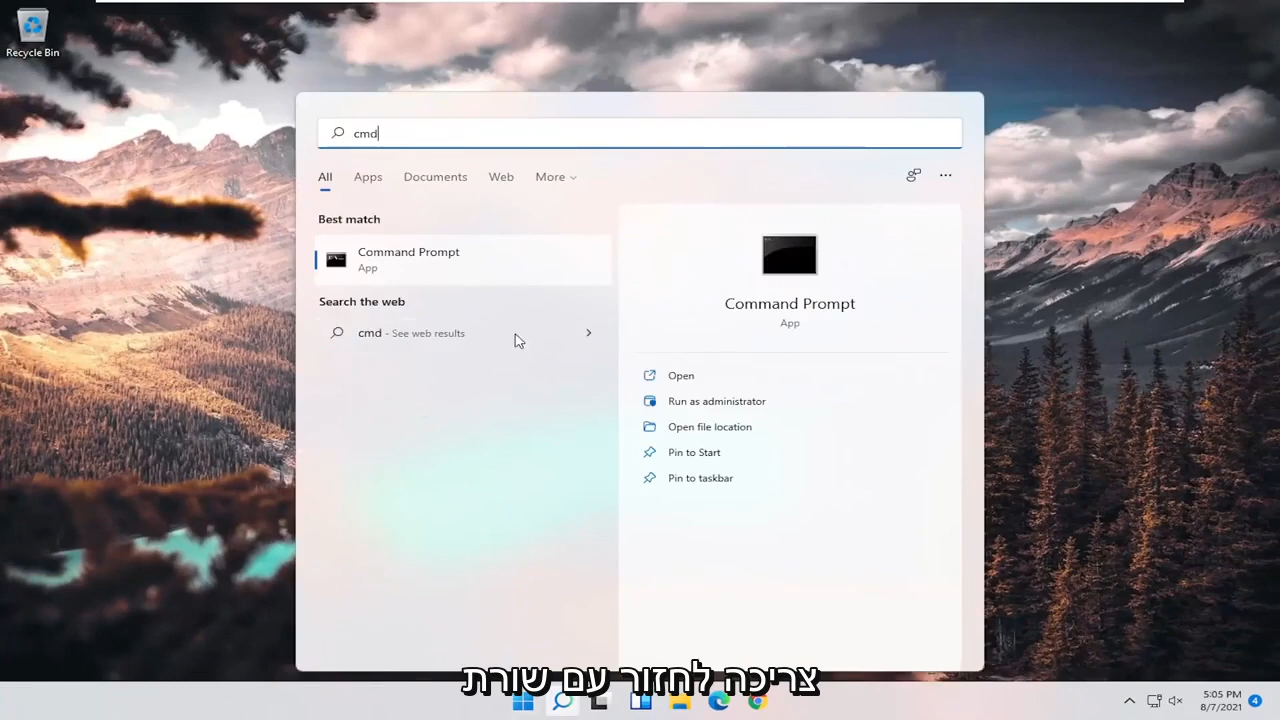 Recycle Bin
cmd
All Apps Documents Web More
Best match
Command Prompt
App
Search the web
cmd - See web results
Command Prompt
App
Open
Run as administrator
Open file location
Pin to Start
Pin to taskbar
צריכה לחזור עם שורת
5:05 PM
8/7/2021
4